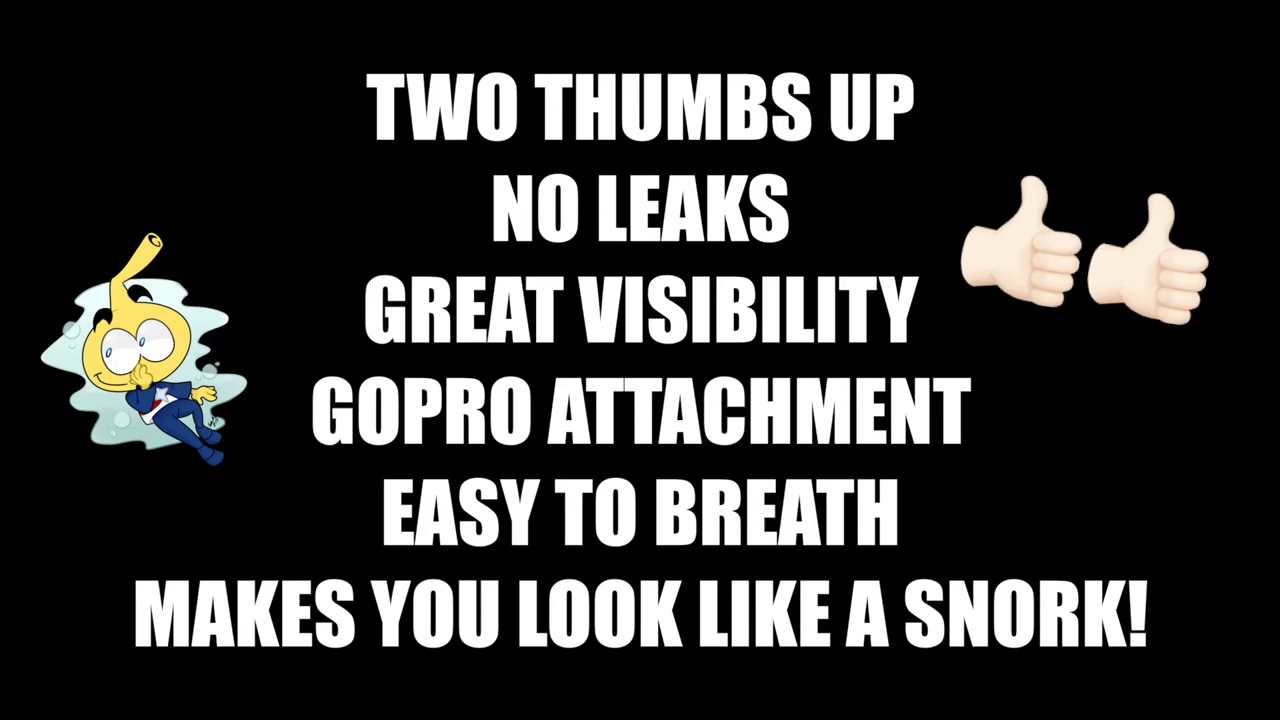 TWO THUMBS UP
NO LEAKS
GREAT VISIBILITY
GOPRO ATTACHMENT
EASY TO BREATH
MAKES YOU LOOK LIKE A SNORK!